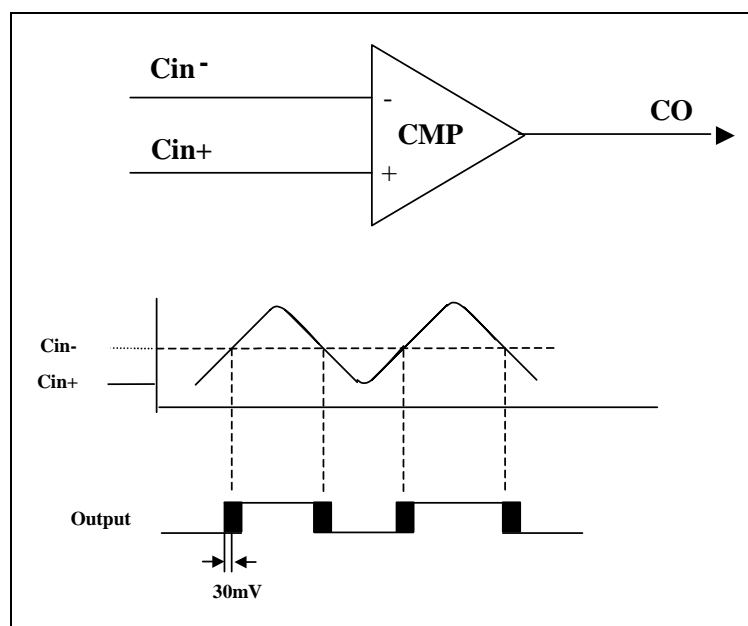 Cin-
CMP
-
CO
Cin+
+
Cin-
Cin+
Output
30mV